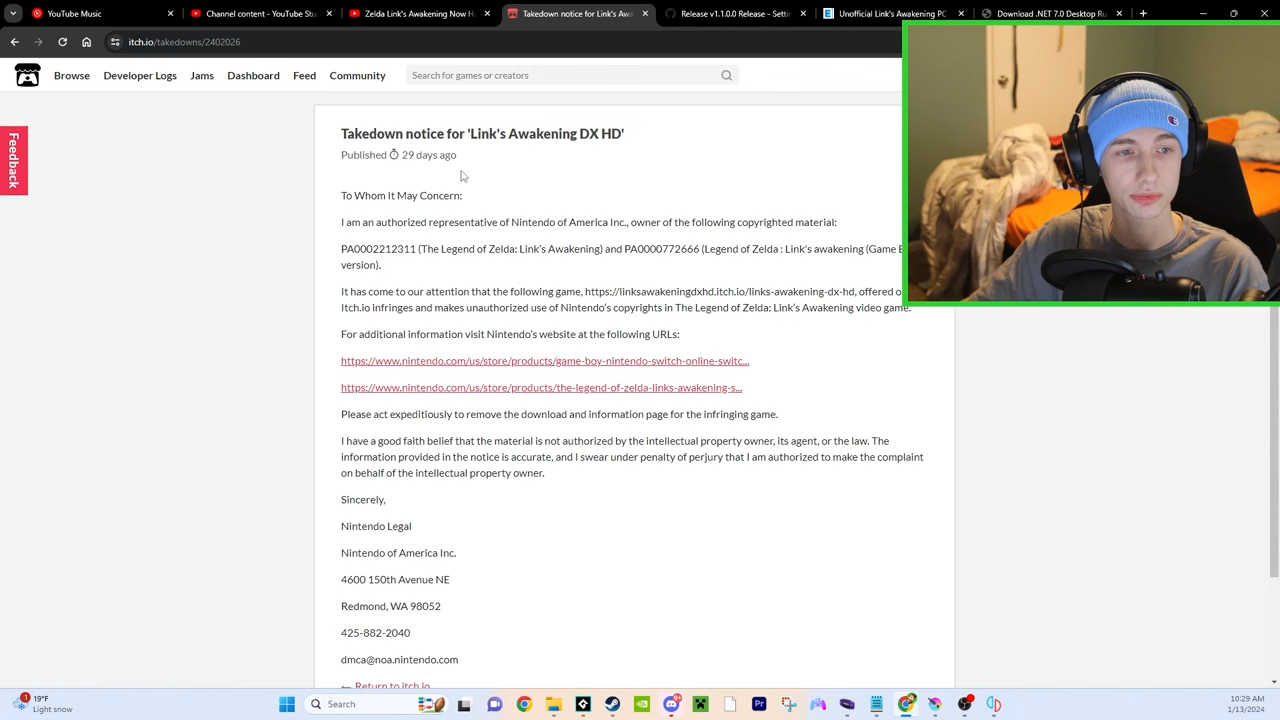 YouTube Music
Channel content - YouTube Stu
Zelda Link's Awakening Now H
Takedown notice for 'Link's Awa
Release v1.1.0.0 Release - Setti
Unofficial Link's Awakening PC
Download .NET 7.0 Desktop Ru
itch.io/takedowns/2402026
Browse Developer Logs Jams Dashboard Feed Community Search for games or creators
Feedback
Takedown notice for 'Link's Awakening DX HD'
Published 29 days ago
To Whom It May Concern:
I am an authorized representative of Nintendo of America Inc., owner of the following copyrighted material:
PA0002212311 (The Legend of Zelda: Link’s Awakening) and PA0000772666 (Legend of Zelda : Link's awakening (Game
version).
It has come to our attention that the following game, https://linksawakeningdxhd.itch.io/links-awakening-dx-hd, offered
Itch.io infringes and makes unauthorized use of Nintendo’s copyrights in The Legend of Zelda: Link’s Awakening video game.
For additional information visit Nintendo’s website at the following URLs:
https://www.nintendo.com/us/store/products/game-boy-nintendo-switch-online-switc...
https://www.nintendo.com/us/store/products/the-legend-of-zelda-links-awakening-s...
Please act expeditiously to remove the download and information page for the infringing game.
I have a good faith belief that the material is not authorized by the intellectual property owner, its agent, or the law. The
information provided in the notice is accurate, and I swear under penalty of perjury that I am authorized to make the complaint
on behalf of the intellectual property owner.
Sincerely,
Nintendo Legal
Nintendo of America Inc.
4600 150th Avenue NE
Redmond, WA 98052
425-882-2040
dmca@noa.nintendo.com
← Return to itch.io
1
19°F
Light snow
Search
10:29 AM
1/13/2024